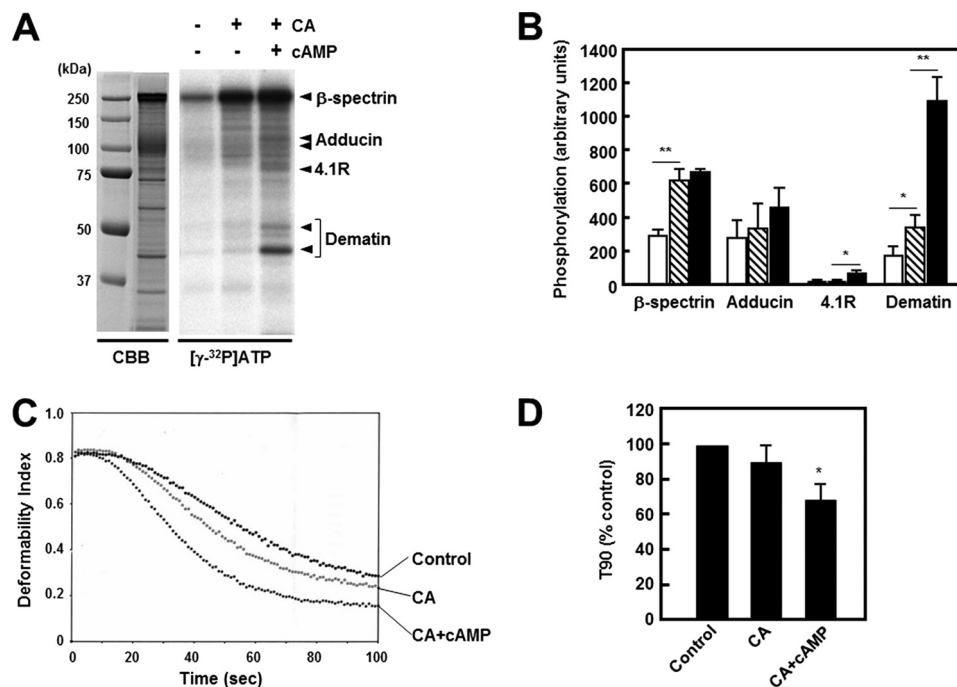 A
- + + CA
- - + cAMP
(kDa)
250
150
100
75
50
37
β-spectrin
Adducin
4.1R
Dematin
CBB
[γ-³²P]ATP
B
Phosphorylation (arbitrary units)
1400
1200
1000
800
600
400
200
0
**
*
*
**
β-spectrin Adducin 4.1R Dematin
C
Deformability Index
1.0
0.8
0.6
0.4
0.2
0
0 20 40 60 80 100
Time (sec)
Control
CA
CA+cAMP
D
T90 (% control)
120
100
80
60
40
20
0
*
Control
CA
CA+cAMP